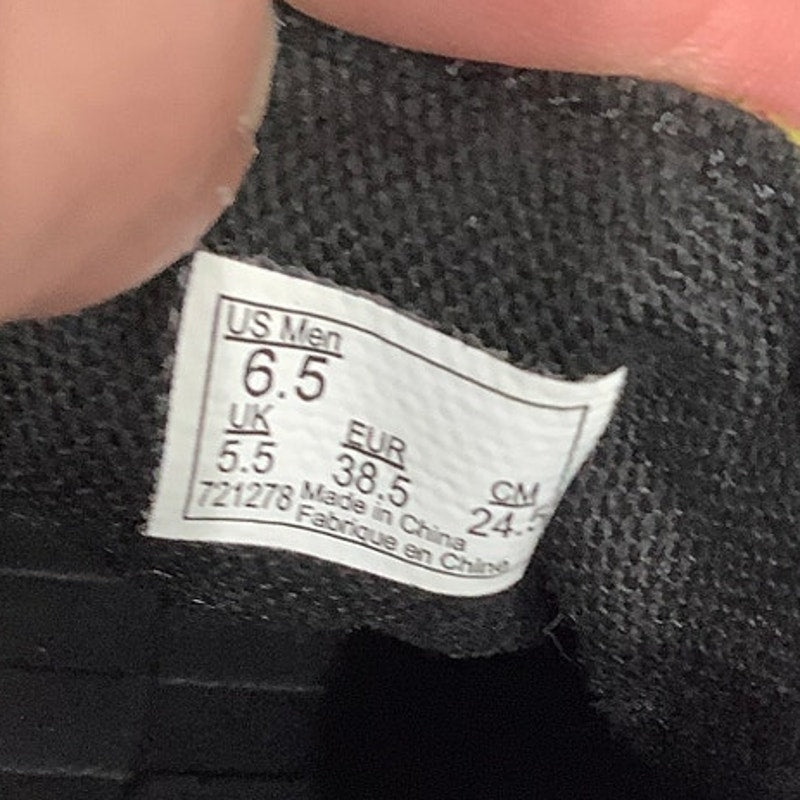 US Men
6.5
UK EUR CM
5.5 38.5 24.5
721278 Made in China
Fabrique en Chine